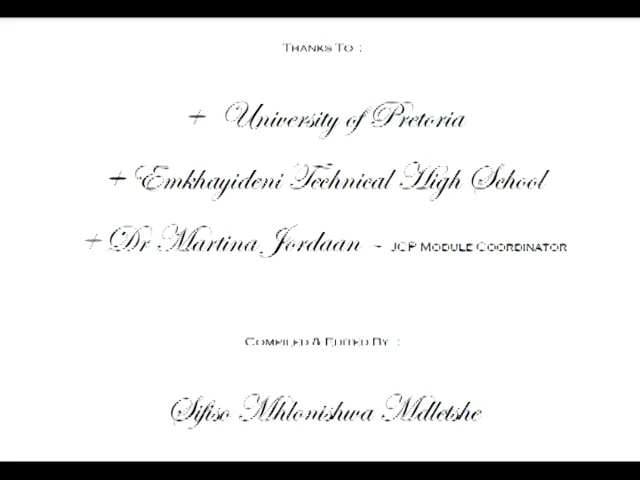 THANKS TO :
+ University of Pretoria
+ Emkhayideni Technical High School
+ Dr Martina Jordaan - JCP MODULE COORDINATOR
COMPILED & EDITED BY :
Sifiso Mhlonishwa Mdletshe